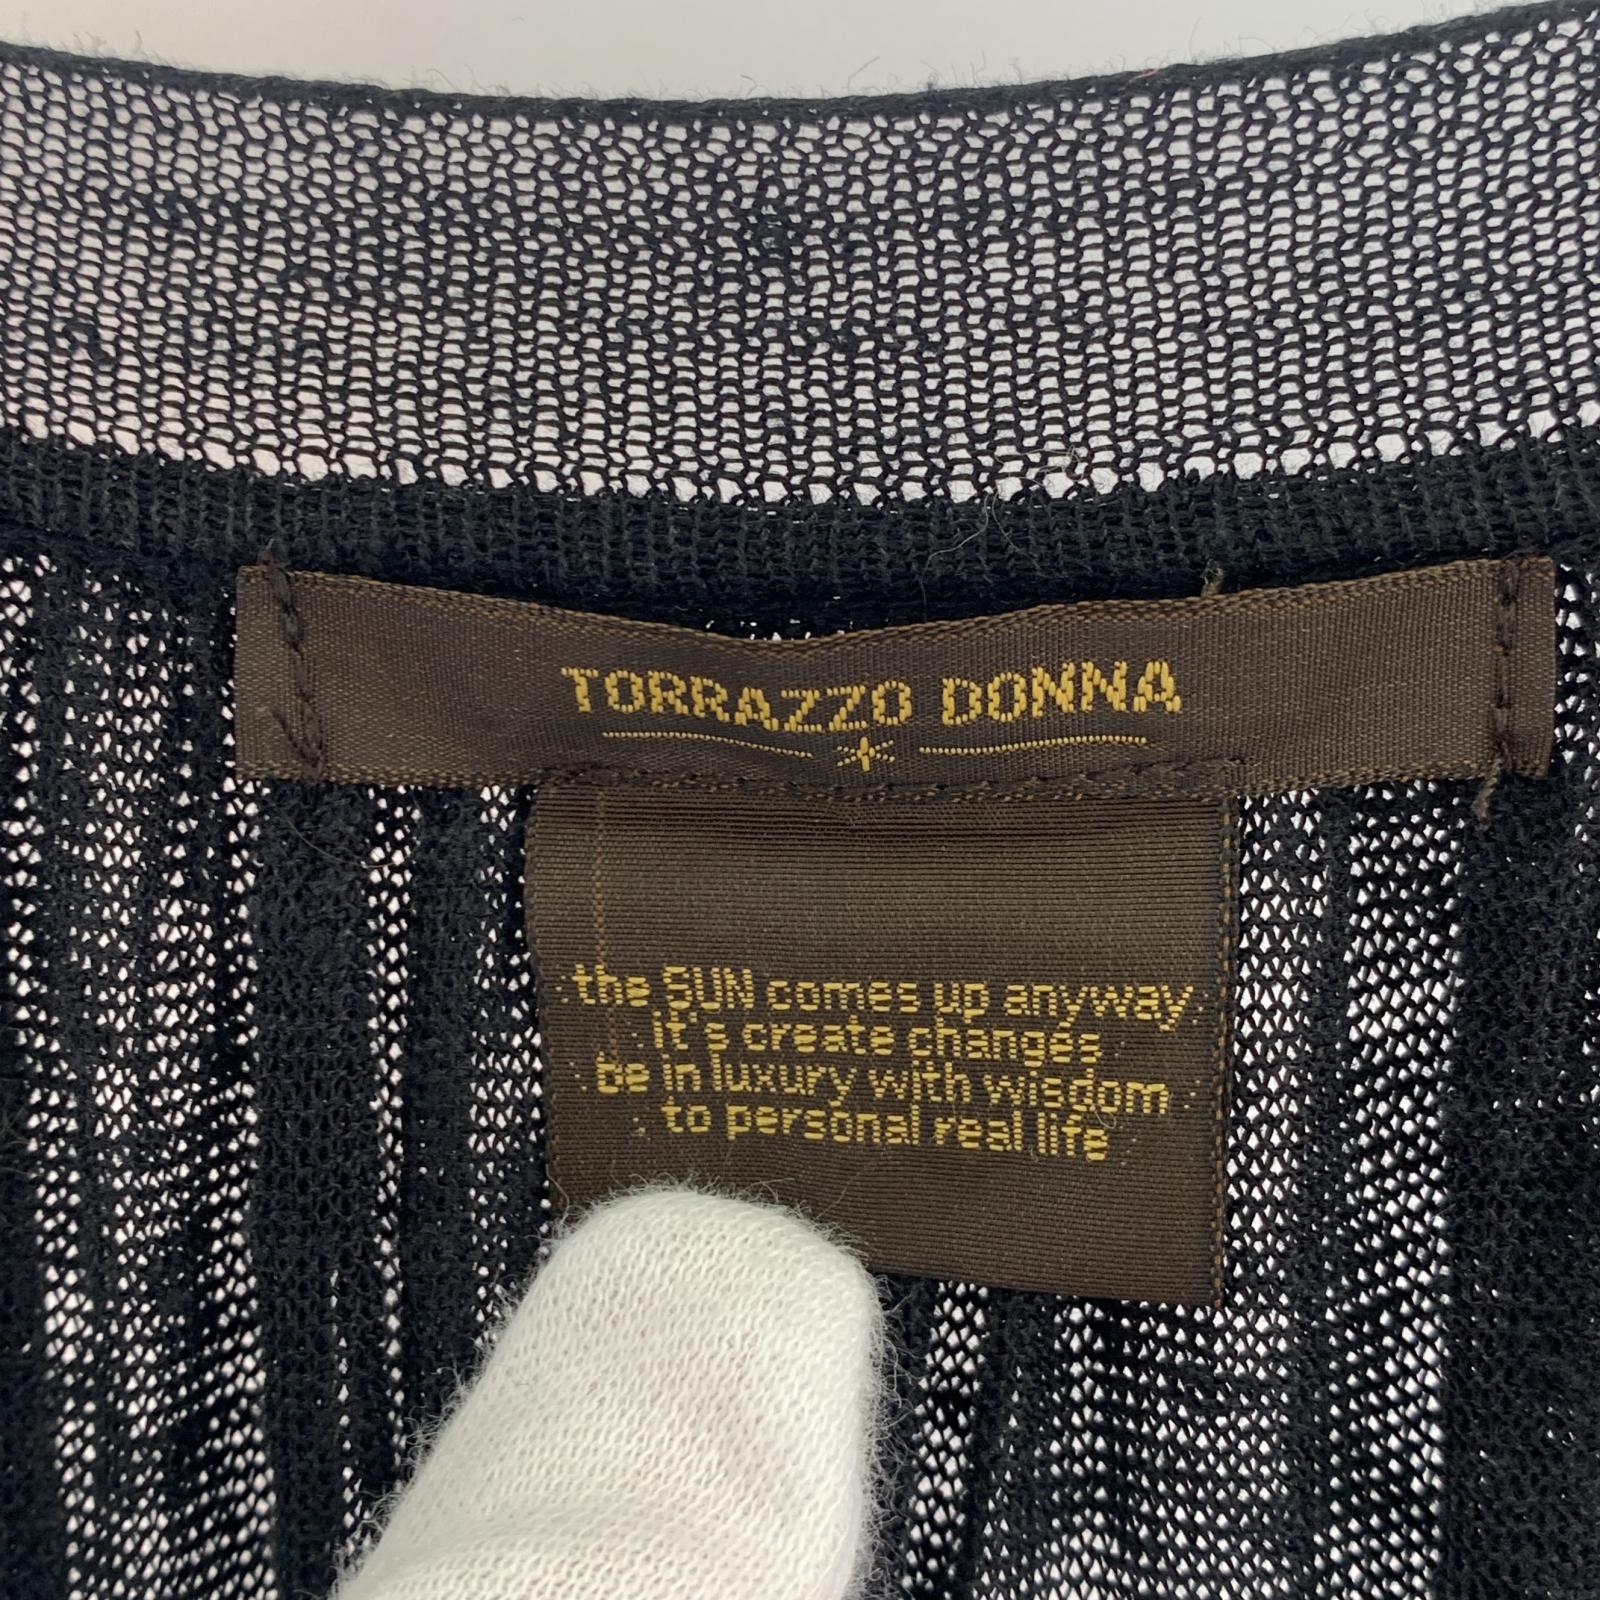 TORRAZZO DONNA
the SUN comes up anyway
it's create changes
be in luxury with wisdom
to personal real life